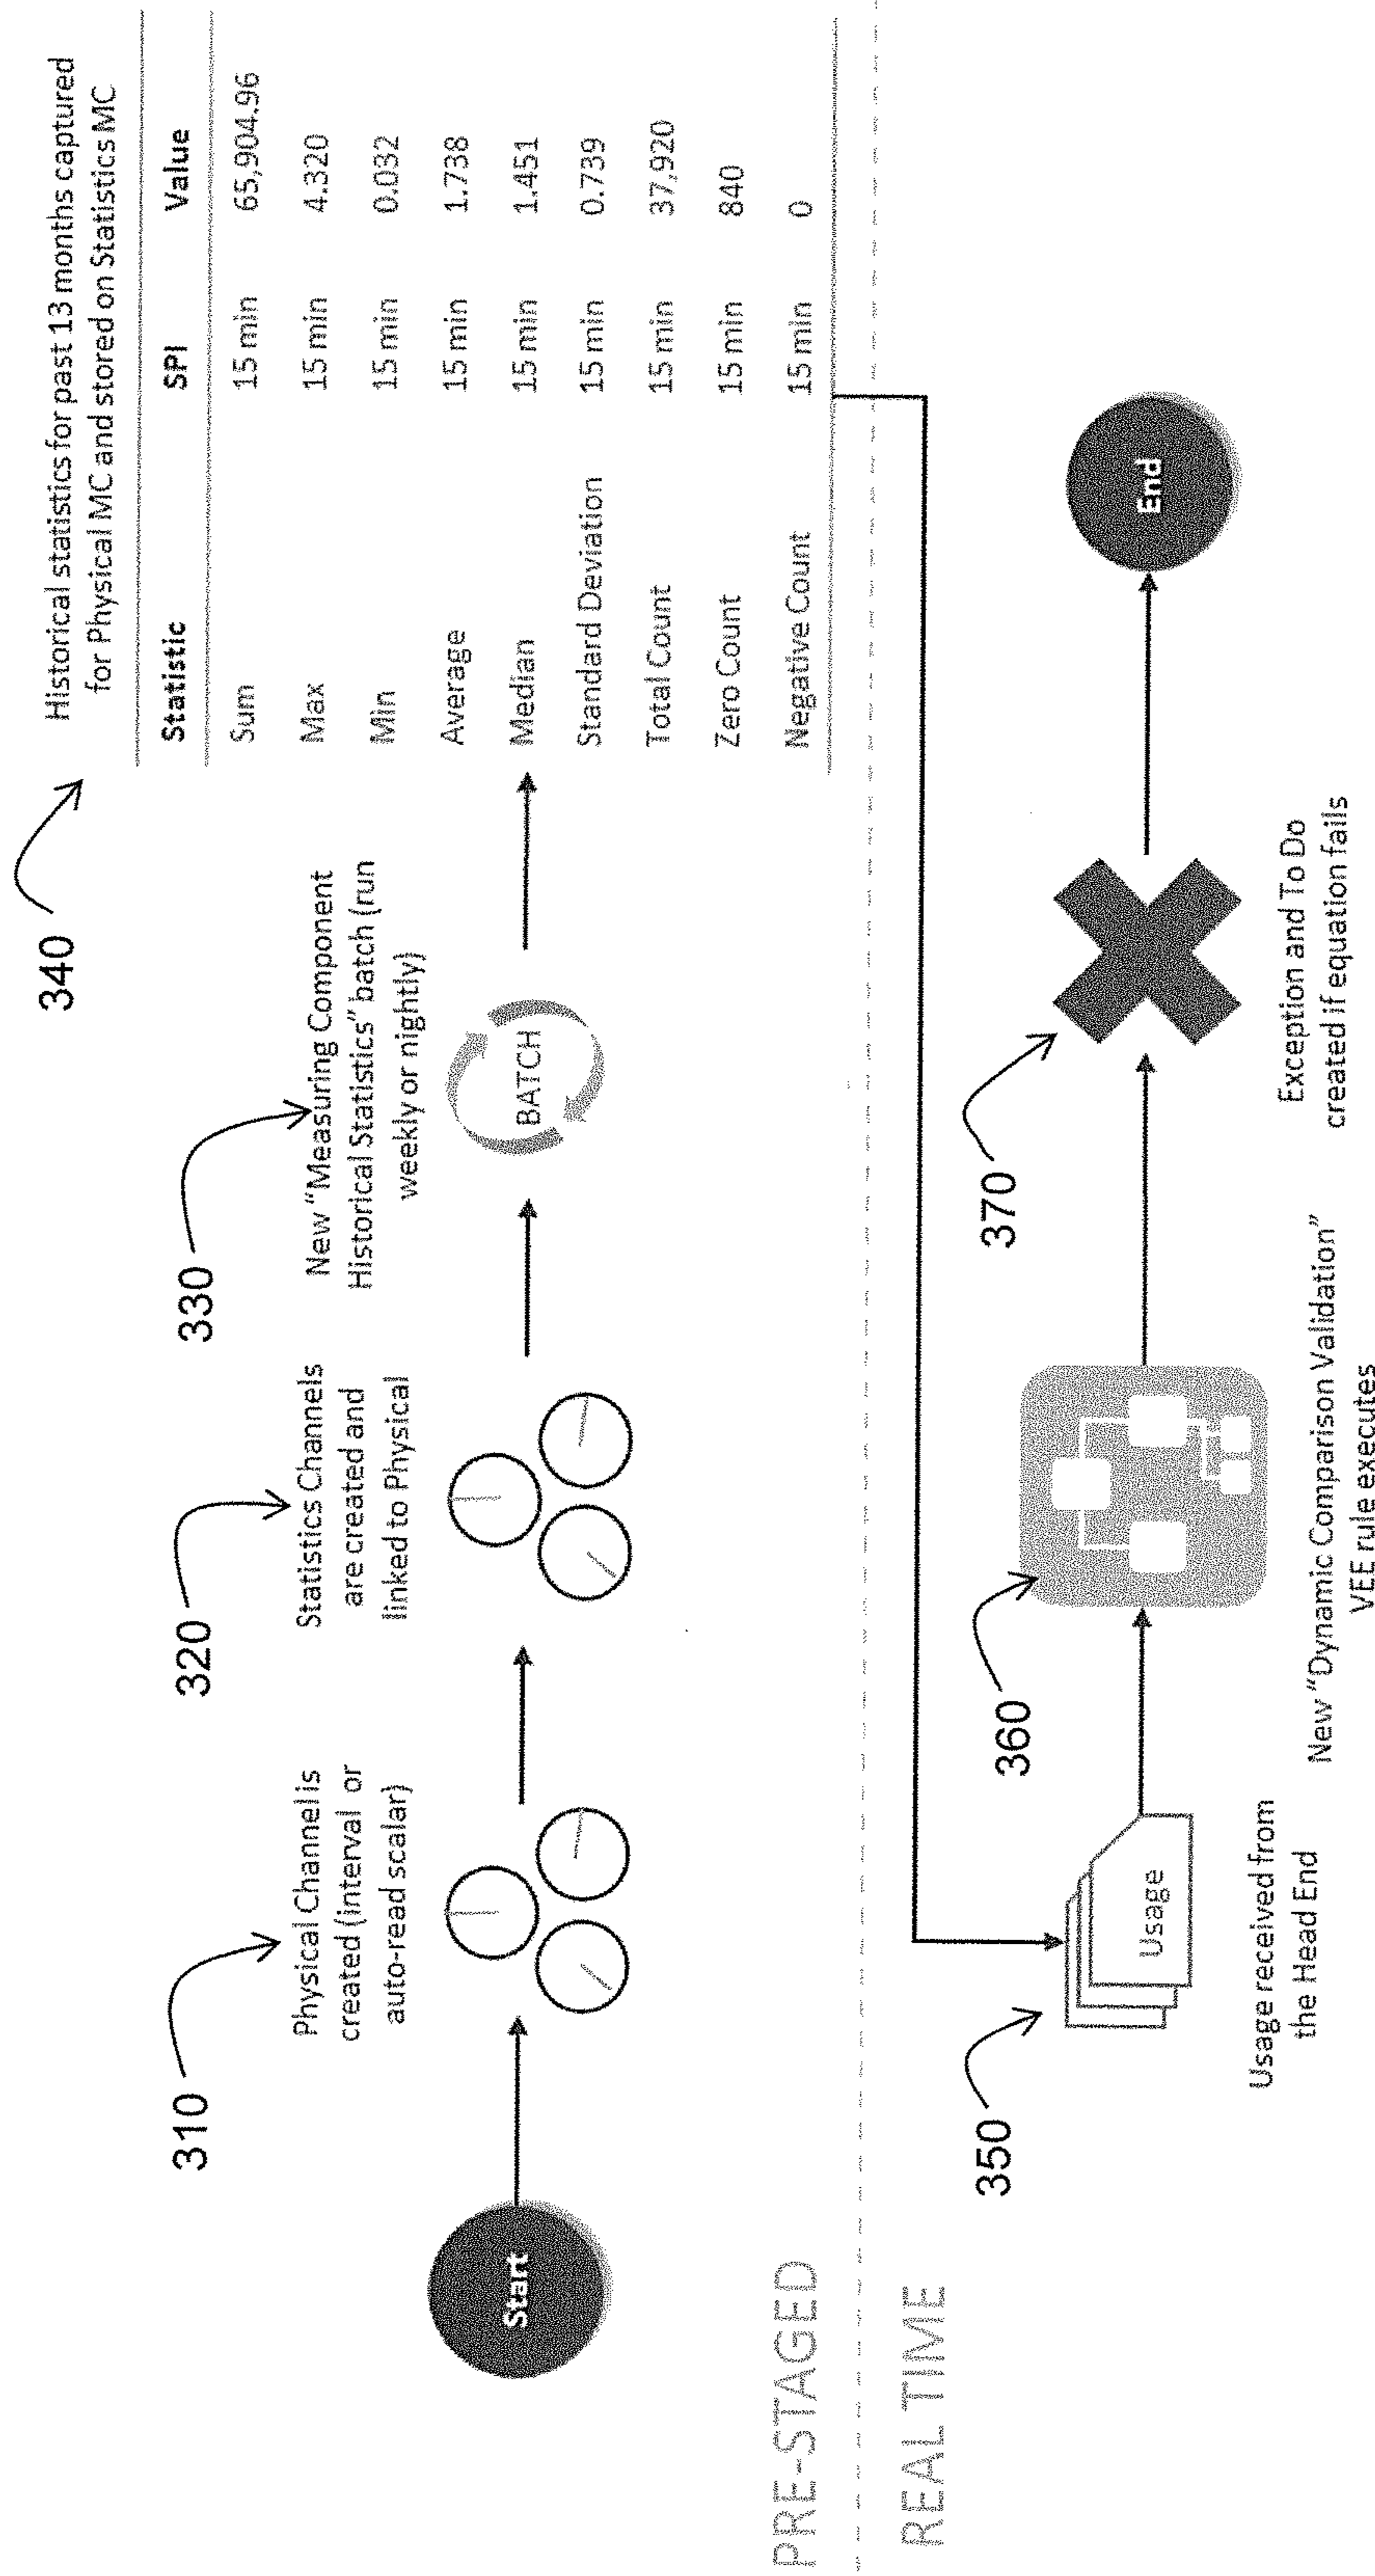 340
Historical statistics for past 13 months captured
for Physical MC and stored on Statistics MC
Statistic SPI Value
Sum 15 min 65,904.96
Max 15 min 4.320
Min 15 min 0.032
Average 15 min 1.738
Median 15 min 1.451
Standard Deviation 15 min 0.739
Total Count 15 min 37,920
Zero Count 15 min 840
Negative Count 15 min 0
310
Physical Channel is
created (interval or
auto-read scalar)
320
Statistics Channels
are created and
linked to Physical
330
New "Measuring Component
Historical Statistics" batch (run
weekly or nightly)
Start
BATCH
PRE-STAGED
REAL TIME
350
Usage
Usage received from
the Head End
360
New "Dynamic Comparison Validation"
VEE rule executes
370
Exception and To Do
created if equation fails
End